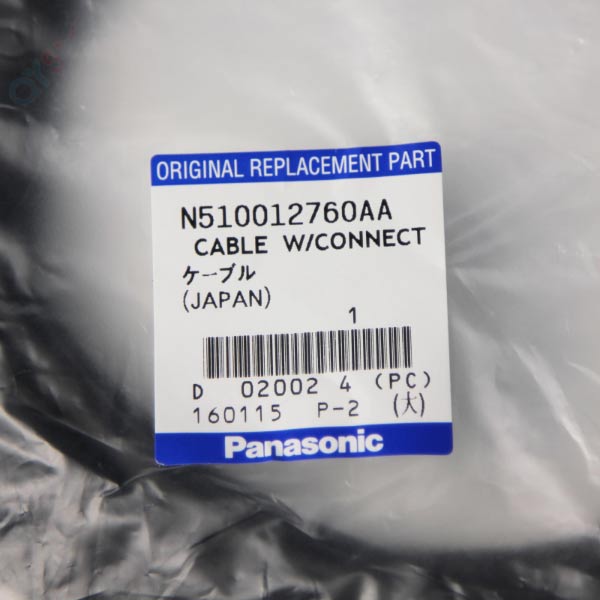 ORIGINAL REPLACEMENT PART
N510012760AA
CABLE W/CONNECT
ケーブル
(JAPAN)
1
D 02002 4 (PC)
160115 P-2 (大)
Panasonic